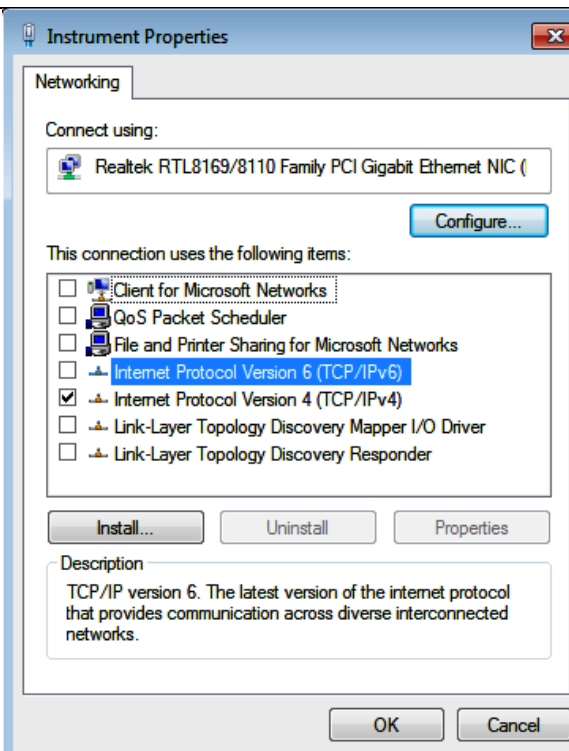 Instrument Properties
Networking
Connect using:
Realtek RTL8169/8110 Family PCI Gigabit Ethernet NIC (
Configure...
This connection uses the following items:
Client for Microsoft Networks
QoS Packet Scheduler
File and Printer Sharing for Microsoft Networks
Internet Protocol Version 6 (TCP/IPv6)
Internet Protocol Version 4 (TCP/IPv4)
Link-Layer Topology Discovery Mapper I/O Driver
Link-Layer Topology Discovery Responder
Install... Uninstall Properties
Description
TCP/IP version 6. The latest version of the internet protocol
that provides communication across diverse interconnected
networks.
OK Cancel